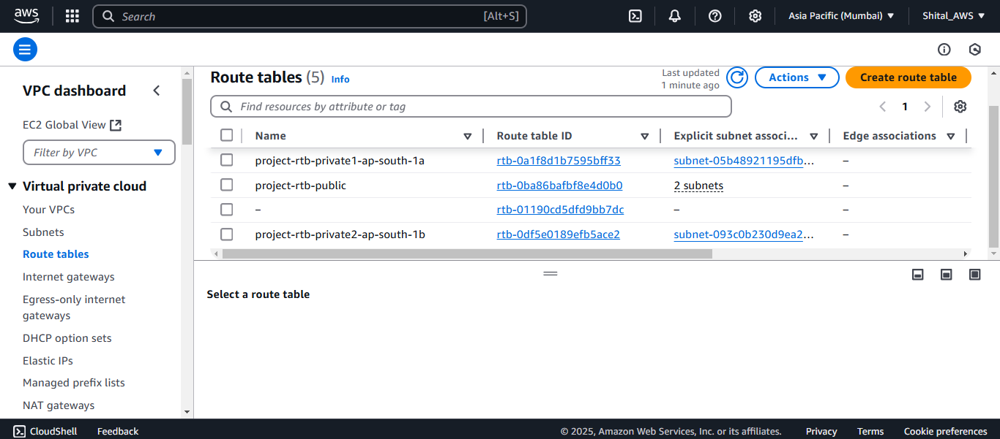 aws Search [Alt+S] Asia Pacific (Mumbai) Shital_AWS
VPC dashboard
EC2 Global View
Filter by VPC
Virtual private cloud
Your VPCs
Subnets
Route tables
Internet gateways
Egress-only internet
gateways
DHCP option sets
Elastic IPs
Managed prefix lists
NAT gateways
Route tables (5) Info
Last updated
1 minute ago
Actions
Create route table
Find resources by attribute or tag
1
Name Route table ID Explicit subnet associ... Edge associations
project-rtb-private1-ap-south-1a rtb-0a1f8d1b7595bff33 subnet-05b48921195dfb... –
project-rtb-public rtb-0ba86bafbf8e4d0b0 2 subnets –
– rtb-01190cd5dfd9bb7dc – –
project-rtb-private2-ap-south-1b rtb-0df5e0189efb5ace2 subnet-093c0b230d9ea2... –
Select a route table
CloudShell Feedback © 2025, Amazon Web Services, Inc. or its affiliates. Privacy Terms Cookie preferences